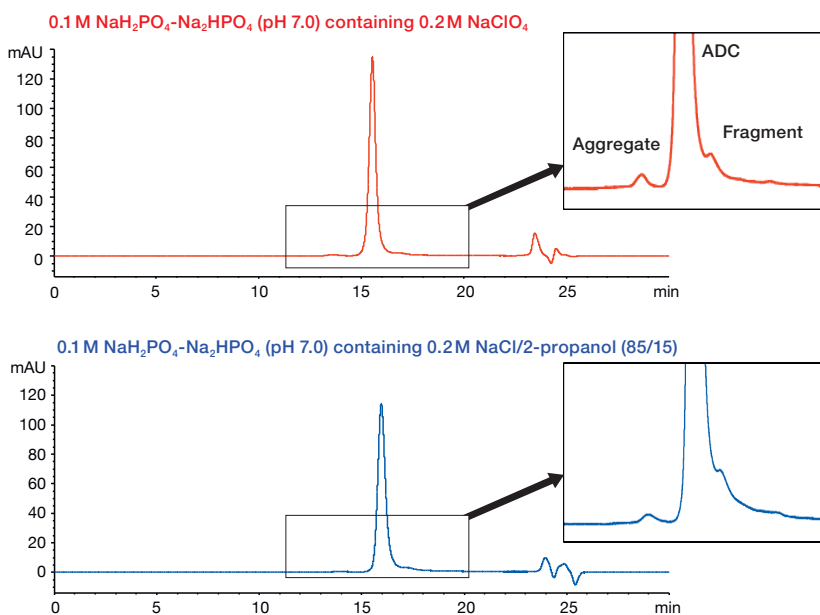 0.1 M NaH₂PO₄-Na₂HPO₄ (pH 7.0) containing 0.2 M NaClO₄
mAU
120
100
80
60
40
20
0
0 5 10 15 20 25 min
ADC
Aggregate
Fragment
0.1 M NaH₂PO₄-Na₂HPO₄ (pH 7.0) containing 0.2 M NaCl/2-propanol (85/15)
mAU
120
100
80
60
40
20
0
0 5 10 15 20 25 min